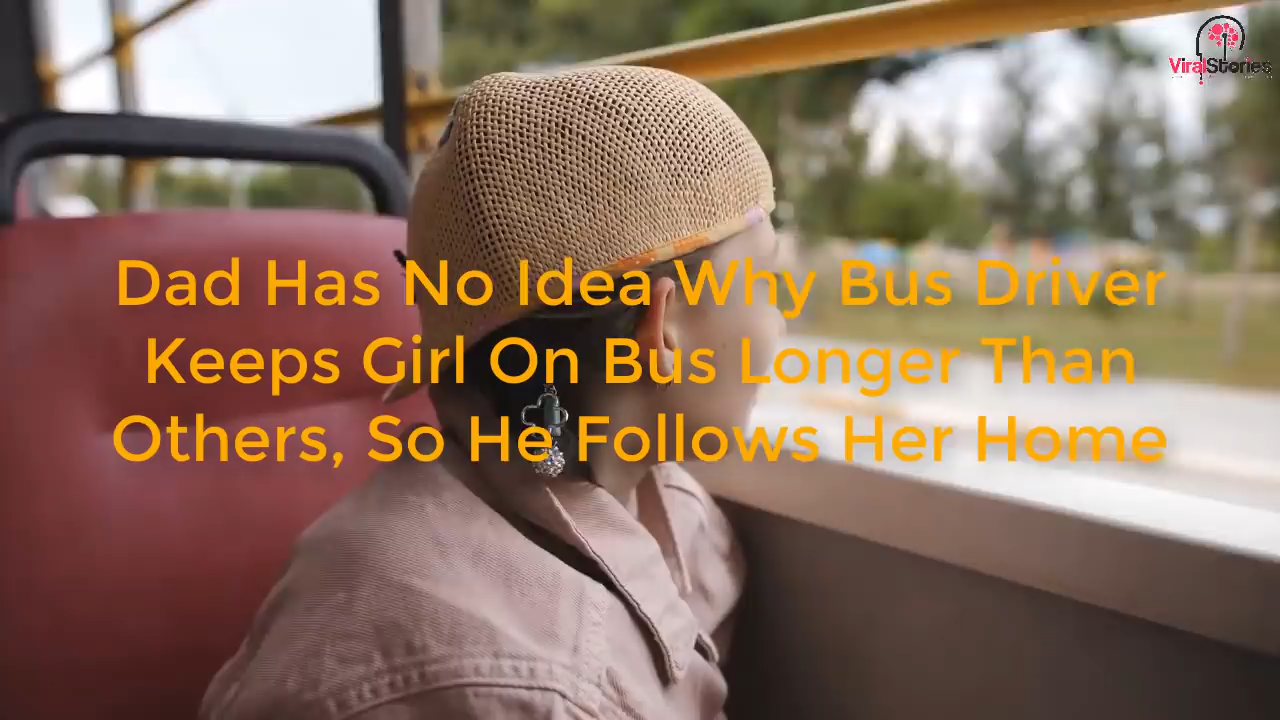 ViralStories
Dad Has No Idea Why Bus Driver
Keeps Girl On Bus Longer Than
Others, So He Follows Her Home